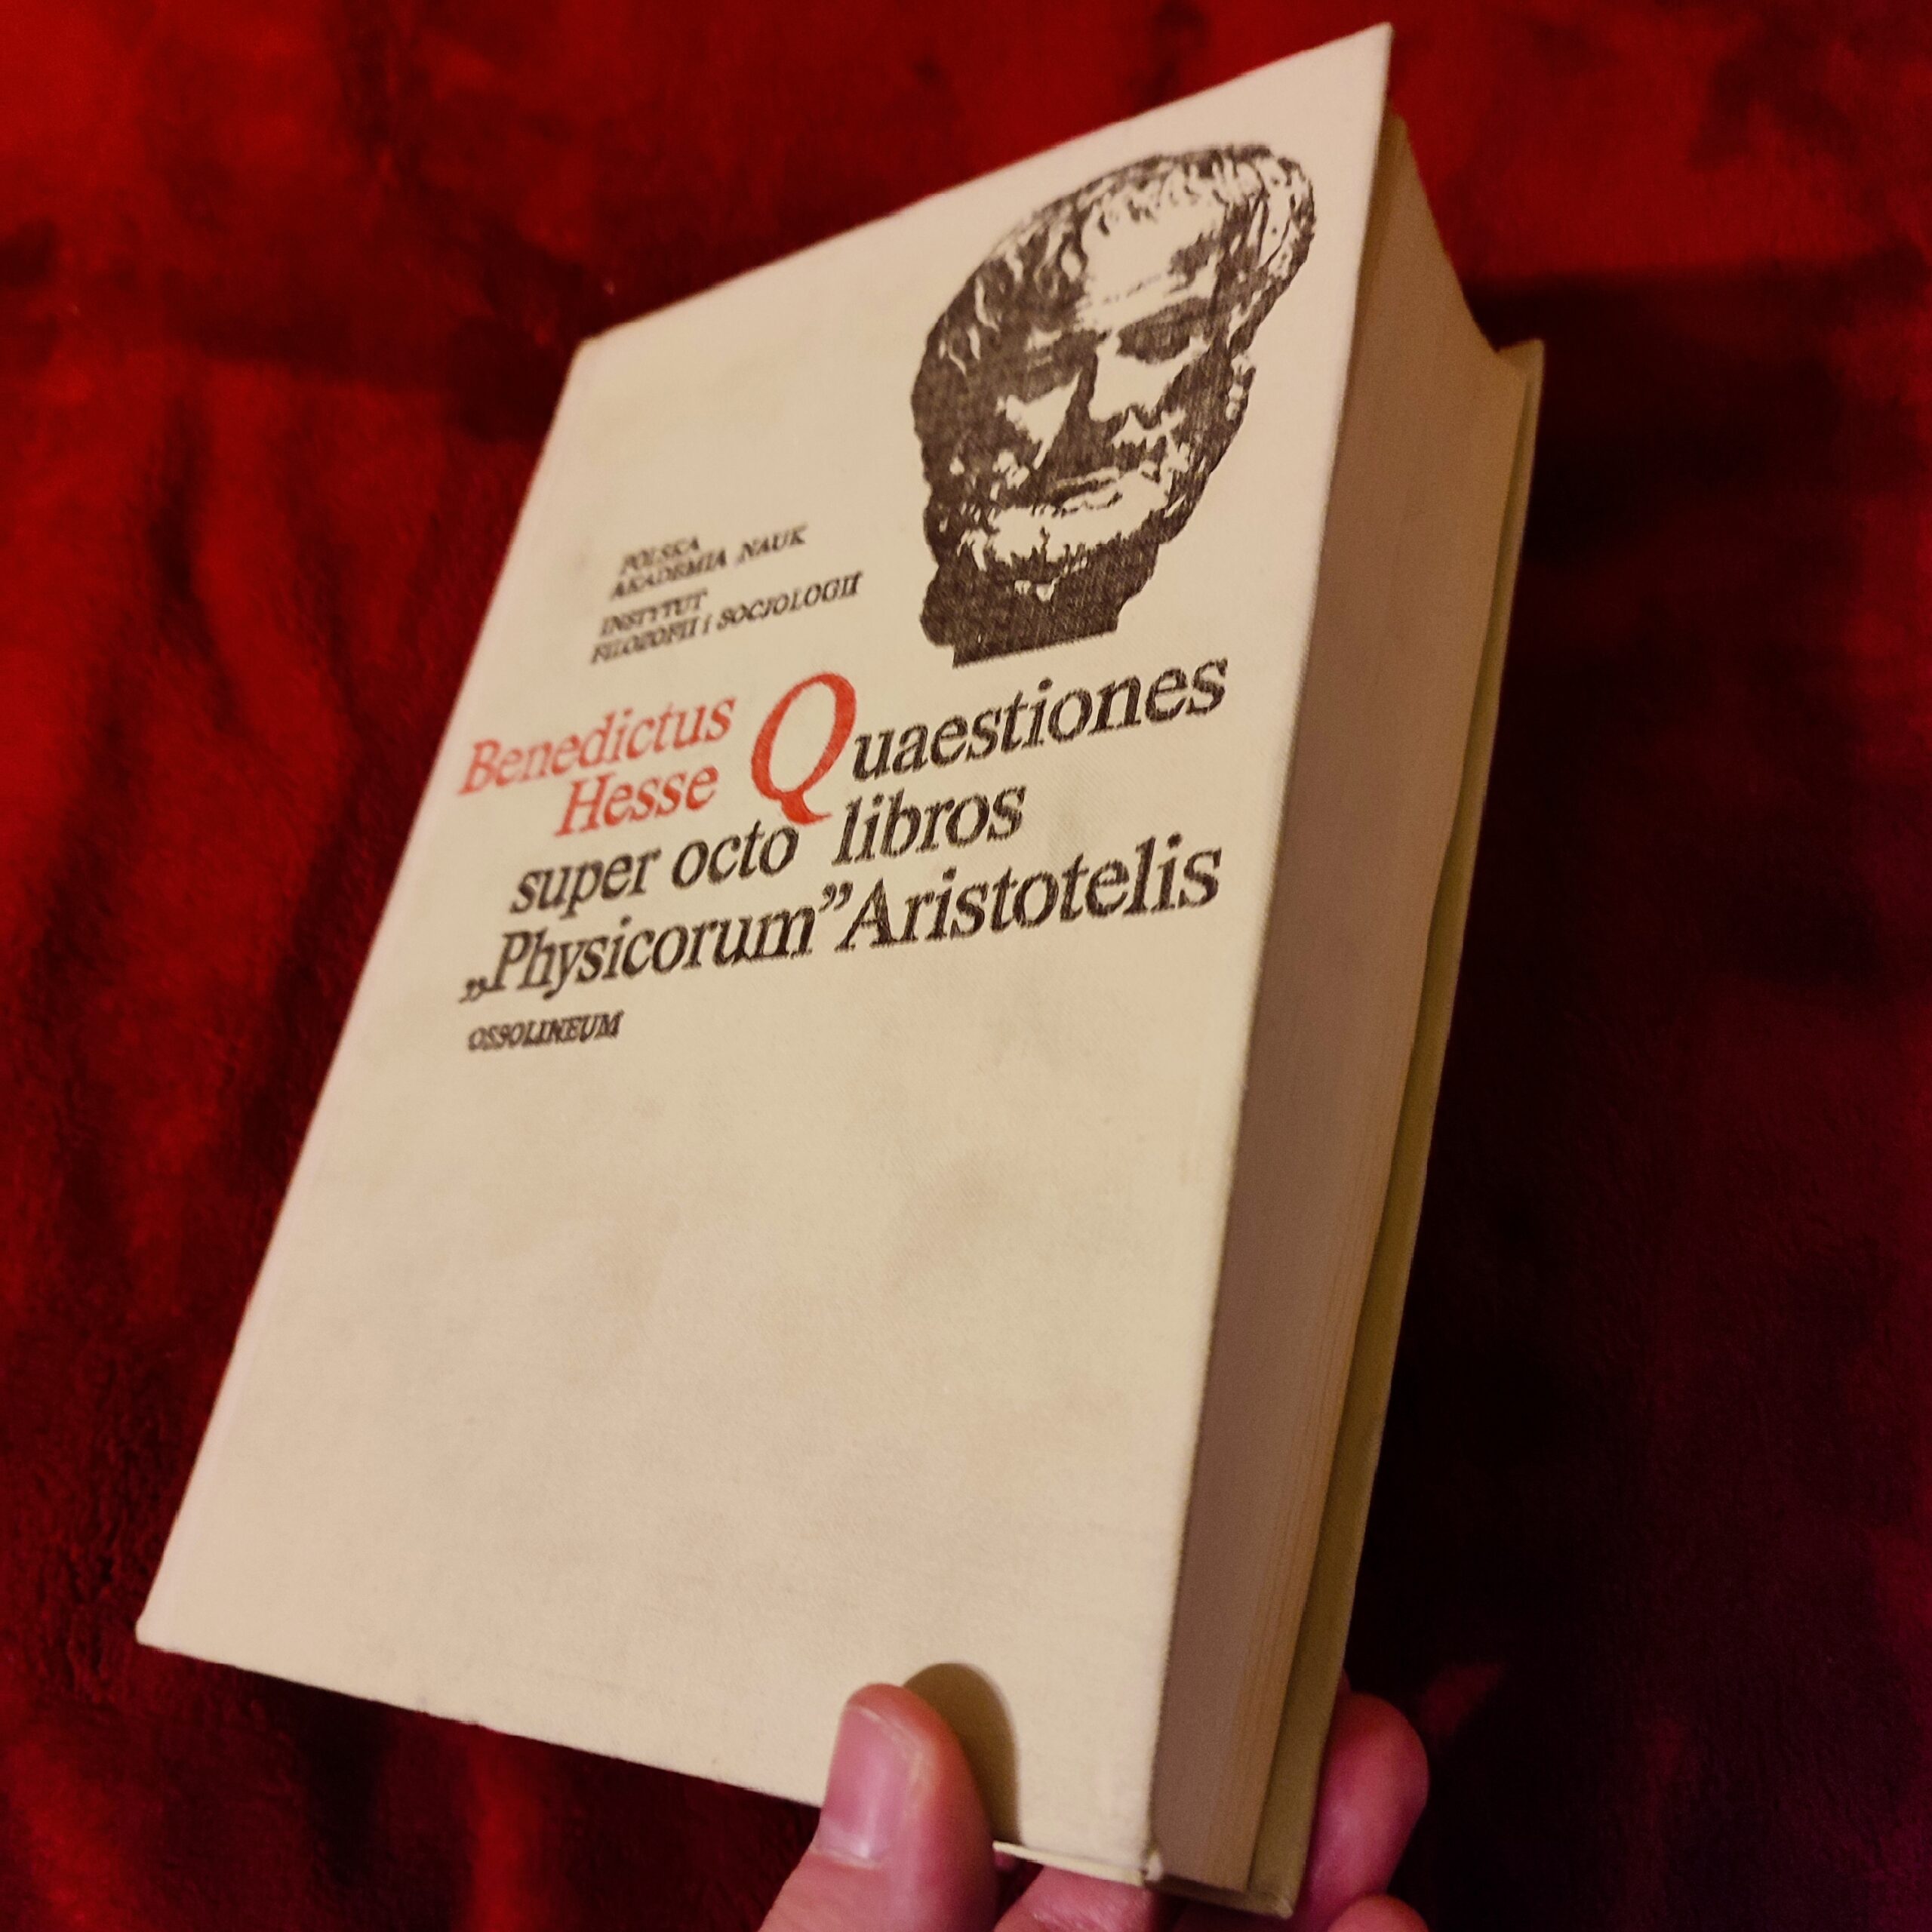 POLSKA
AKADEMIA NAUK
INSTYTUT
FILOZOFII i SOCJOLOGII
Benedictus
Hesse
Quaestiones
super octo libros
„Physicorum” Aristotelis
OSSOLINEUM